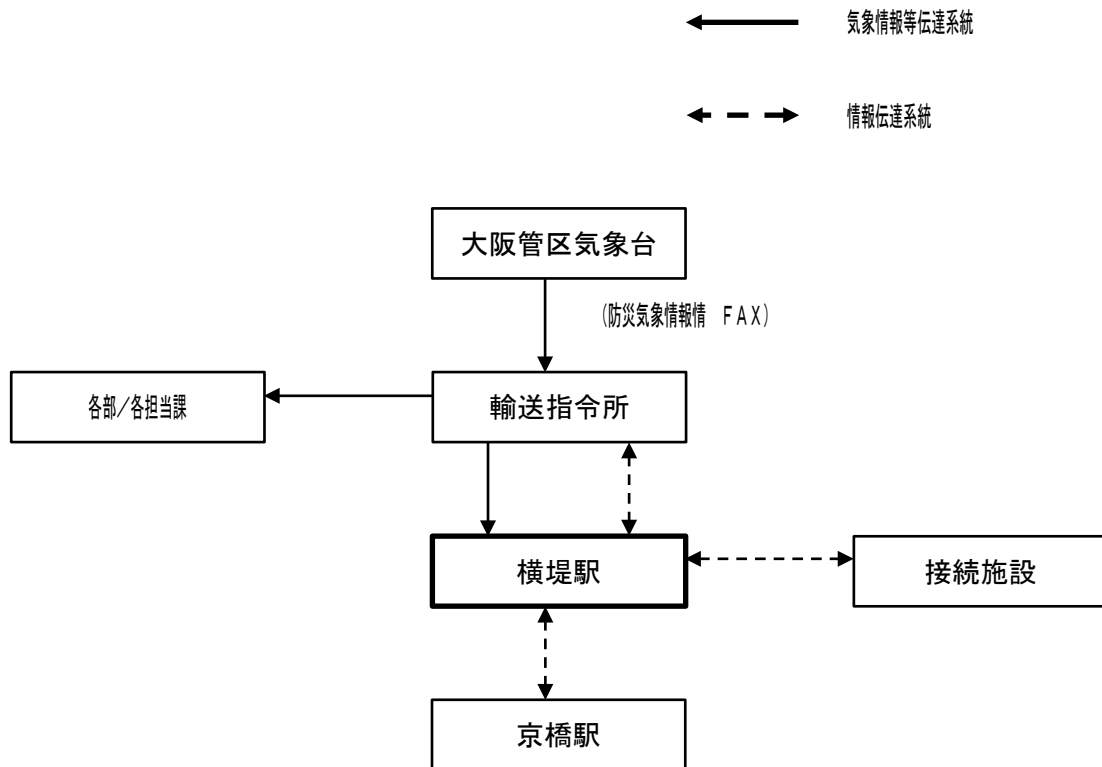 気象情報等伝達系統
情報伝達系統
大阪管区気象台
(防災気象情報情　ＦＡＸ)
各部／各担当課
輸送指令所
横堤駅
接続施設
京橋駅